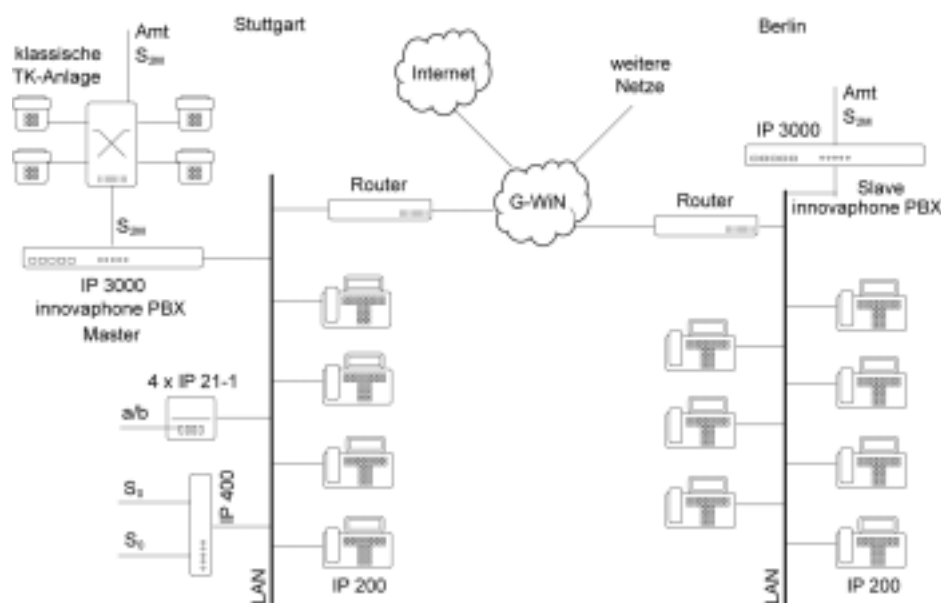 Stuttgart
Berlin
Amt
S₂ₘ
klassische
TK-Anlage
Internet
weitere
Netze
Amt
S₂ₘ
IP 3000
Router
G-WiN
Router
Slave
innovaphone PBX
S₂ₘ
IP 3000
innovaphone PBX
Master
4 x IP 21-1
a/b
S₀
S₀
IP 400
LAN
IP 200
LAN
IP 200